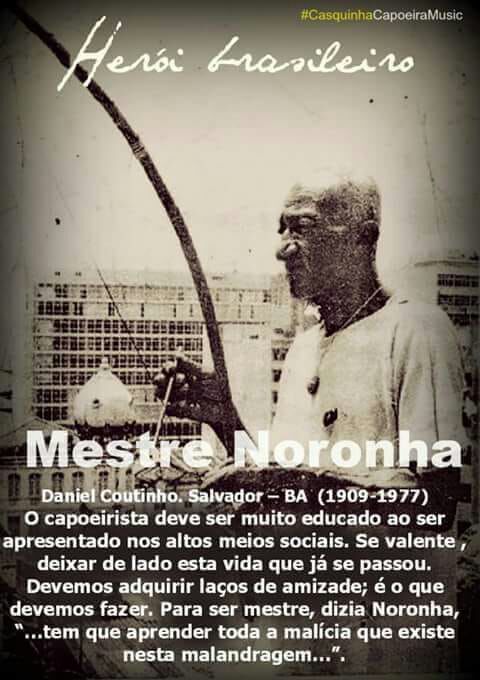 #CasquinhaCapoeiraMusic
Herói brasileiro
Mestre Noronha
Daniel Coutinho. Salvador – BA (1909-1977)
O capoeirista deve ser muito educado ao ser
apresentado nos altos meios sociais. Se valente ,
deixar de lado esta vida que já se passou.
Devemos adquirir laços de amizade; é o que
devemos fazer. Para ser mestre, dizia Noronha,
“...tem que aprender toda a malícia que existe
nesta malandragem...”.